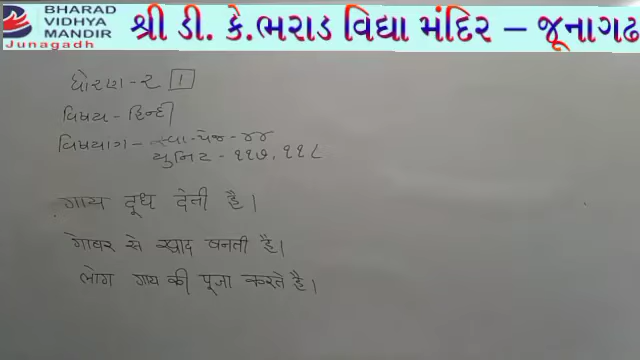 BHARAD
VIDHYA
MANDIR
Junagadh
શ્રી ડી. કે.ભરાડ વિદ્યા મંદિર – જૂનાગઢ
ધોરણ-૨ 1
વિષય - હિન્દી
વિષયાંગ - સ્વા-પેજ-૪૪
યુનિટ - ૧૧૭,૧૧૮
गाय दूध देती है।
गोबर से खाद बनती है।
लोग गाय की पूजा करते है।